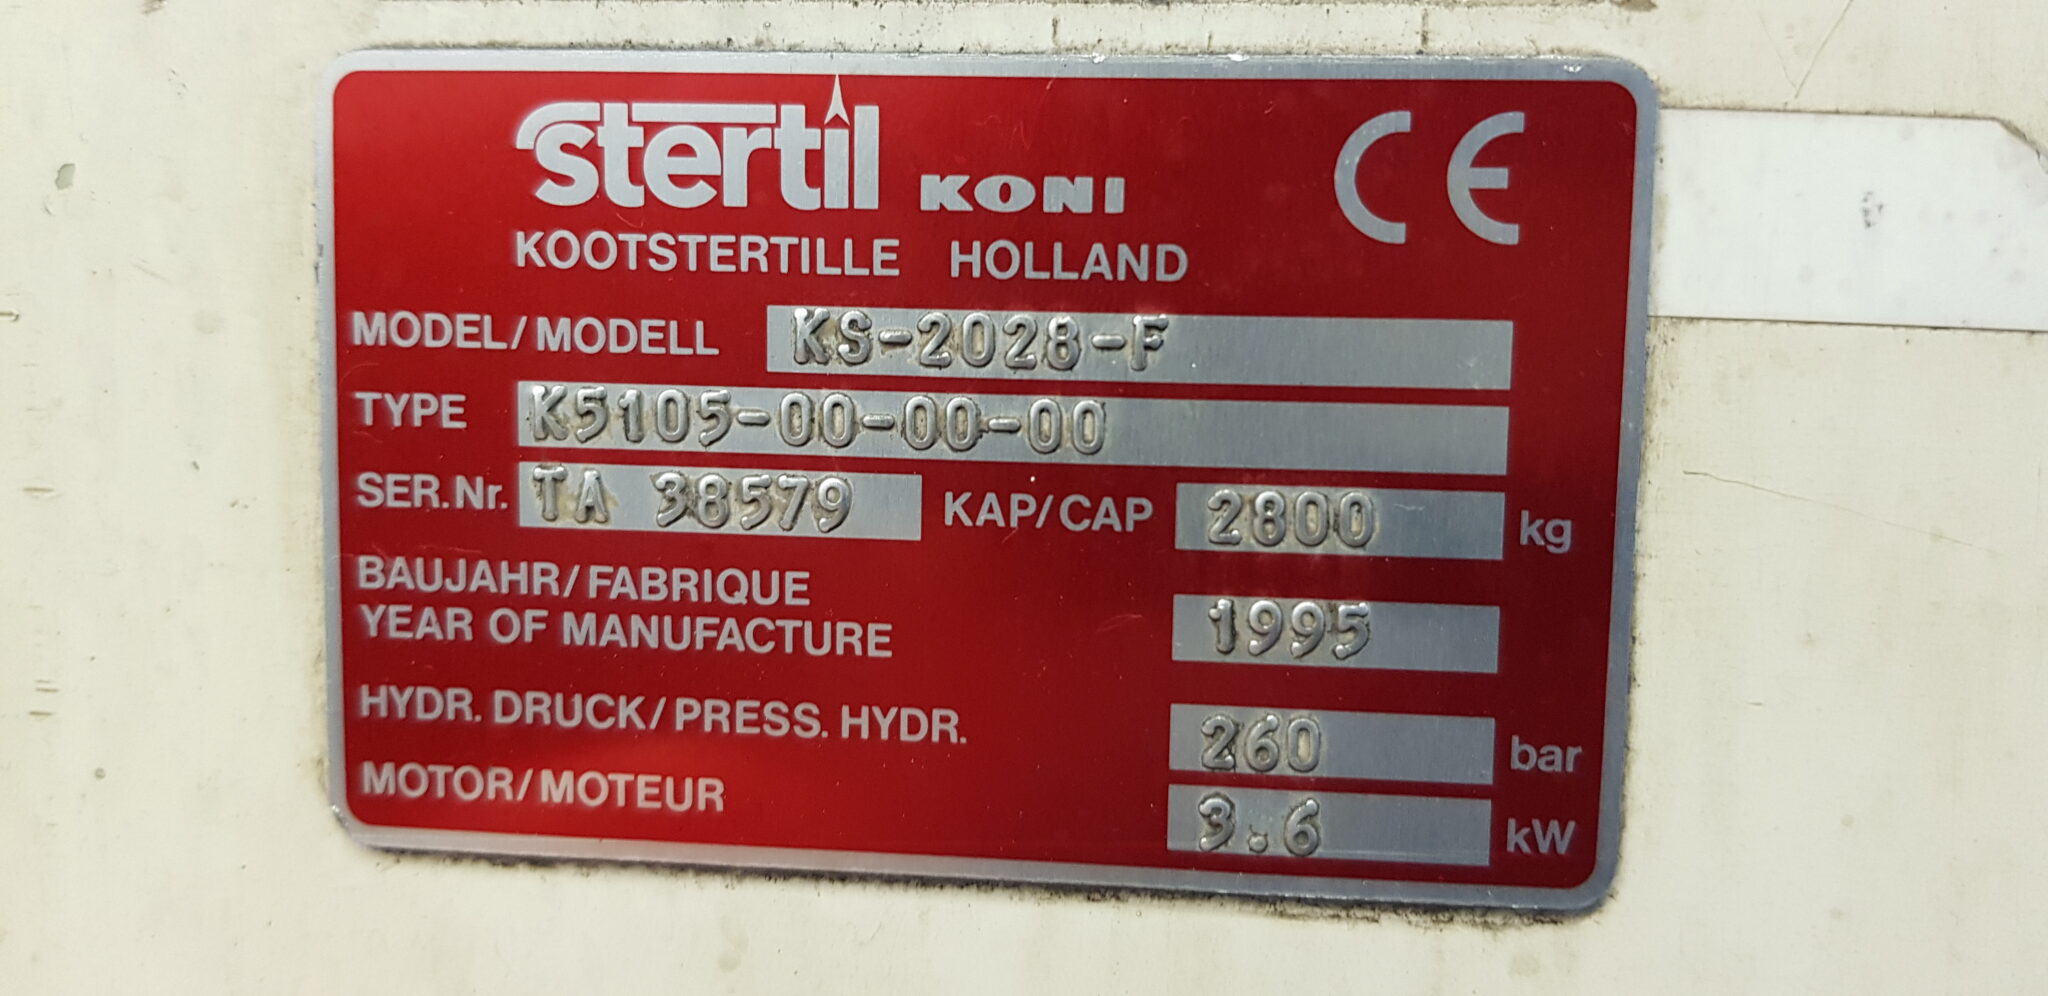 stertil KONI CE
KOOTSTERTILLE HOLLAND
MODEL/MODELL KS-2028-F
TYPE K5105-00-00-00
SER.Nr. TA 38579 KAP/CAP 2800 kg
BAUJAHR/FABRIQUE
YEAR OF MANUFACTURE 1995
HYDR. DRUCK/PRESS. HYDR. 260 bar
MOTOR/MOTEUR 3.6 kW